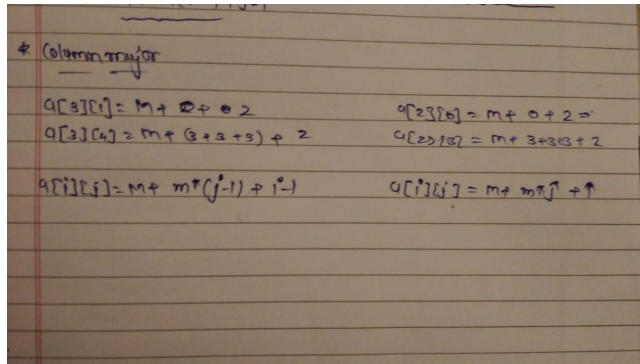 * Column major
a[3][1] = m + 0 + 2
a[3][4] = m + (3+3+3) + 2
a[i][j] = m + m*(j-1) + i-1
a[2][0] = m + 0 + 2
a[2][3] = m + 3+3+3 + 2
a[i][j] = m + m*j + i